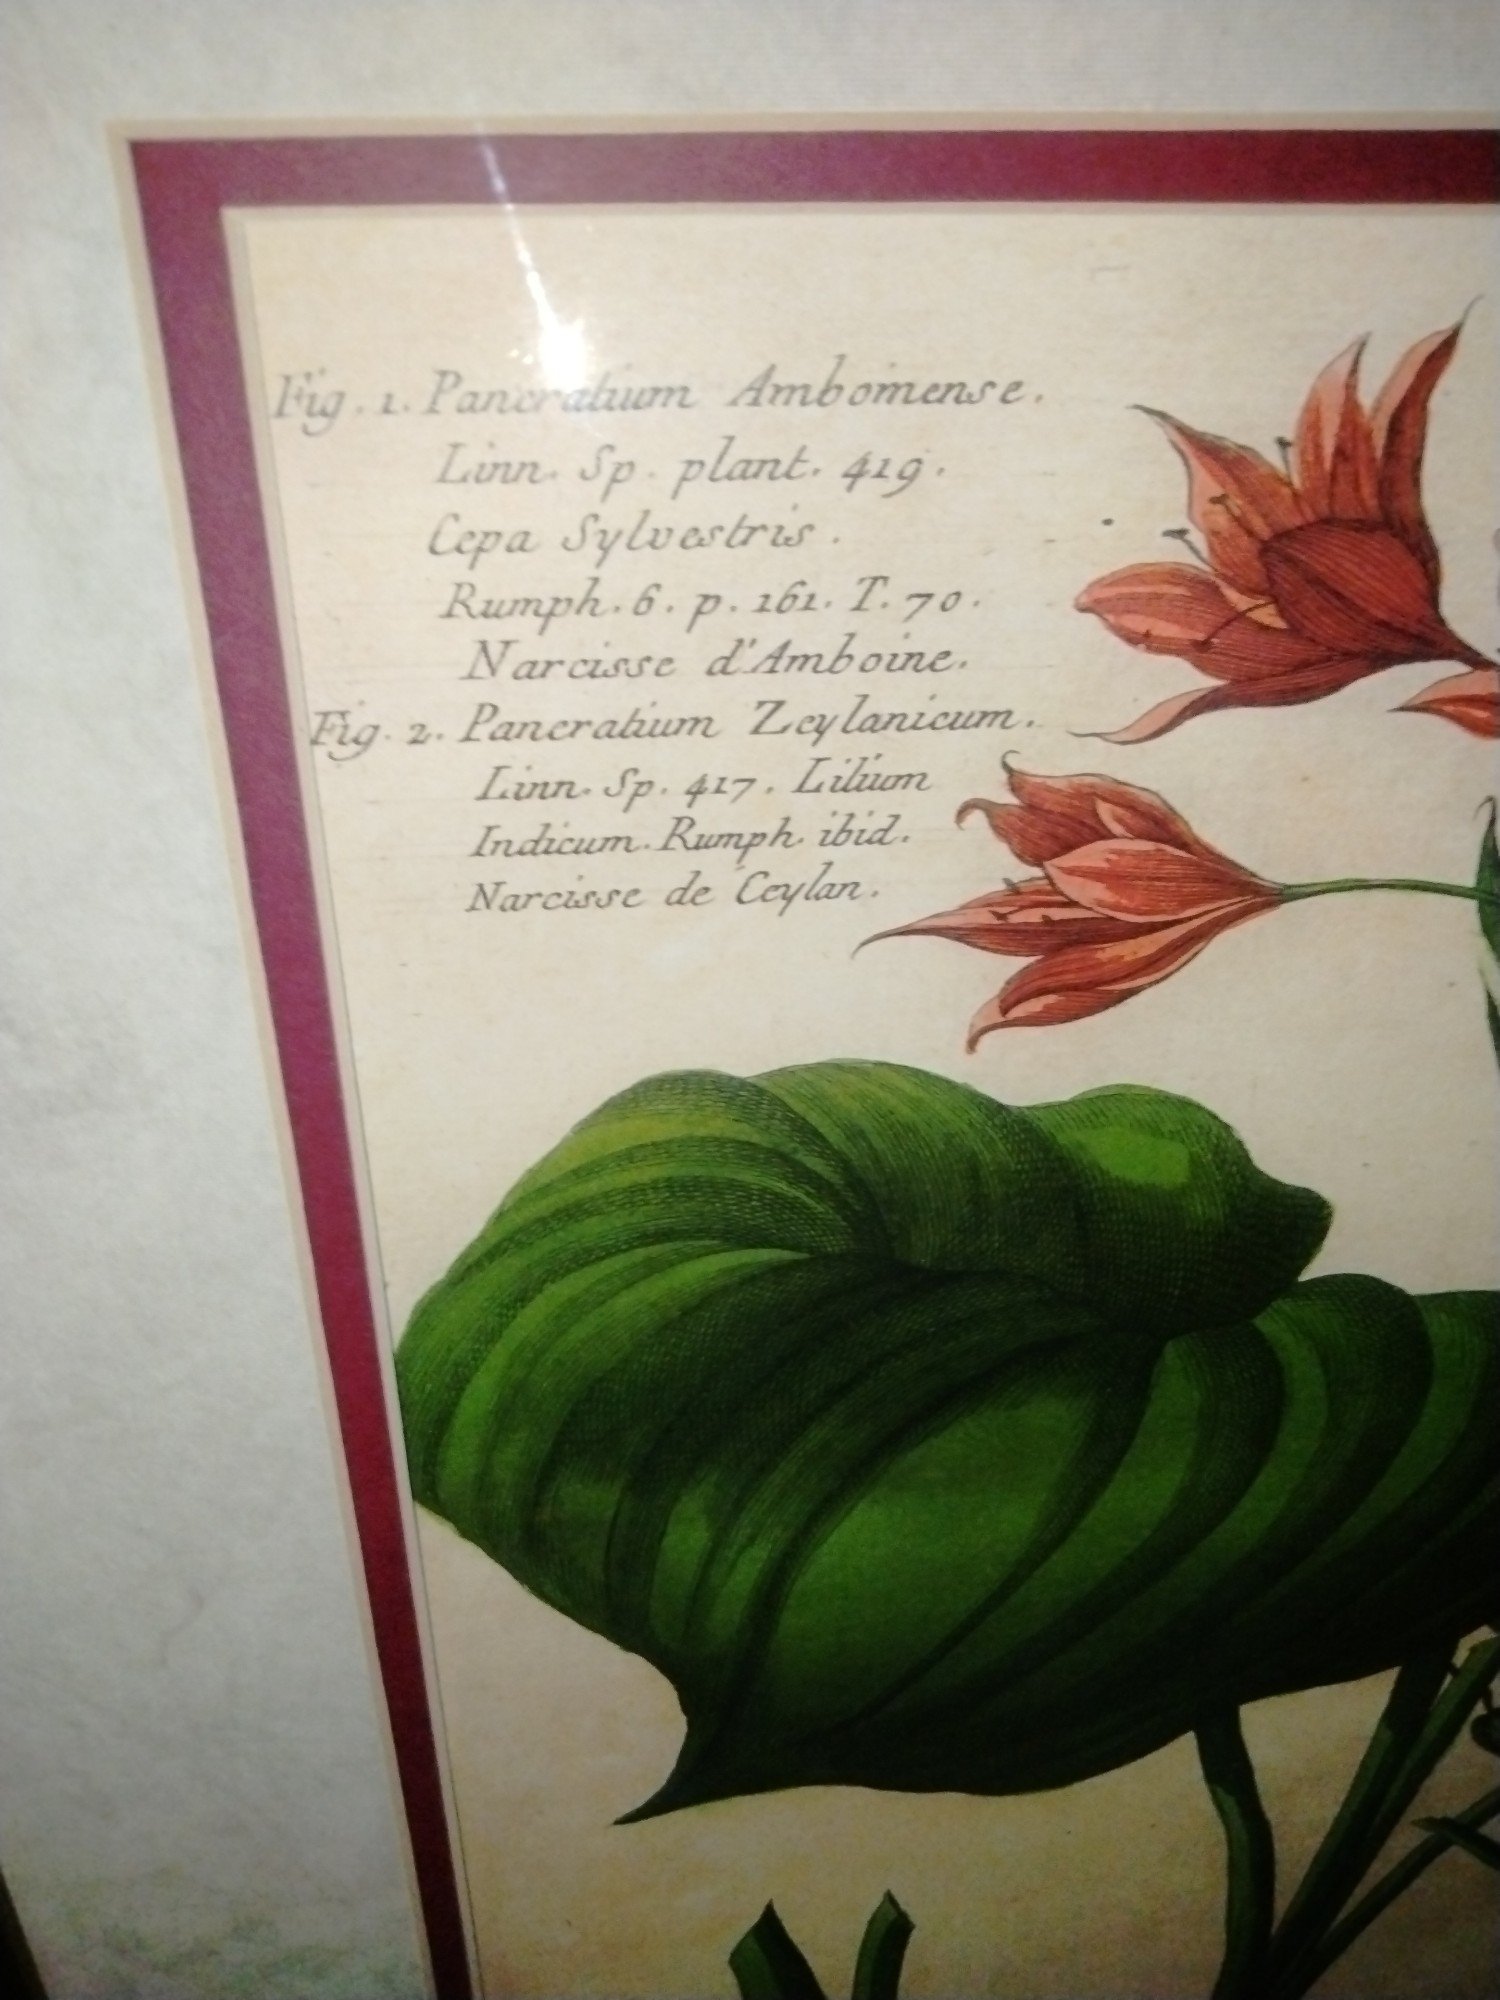 Fig. 1. Pancratium Amboinense.
Linn. Sp. plant. 419.
Cepa Sylvestris.
Rumph. 6. p. 161. T. 70.
Narcisse d'Amboine.
Fig. 2. Pancratium Zeylanicum.
Linn. Sp. 417. Lilium
Indicum. Rumph. ibid.
Narcisse de Ceylan.